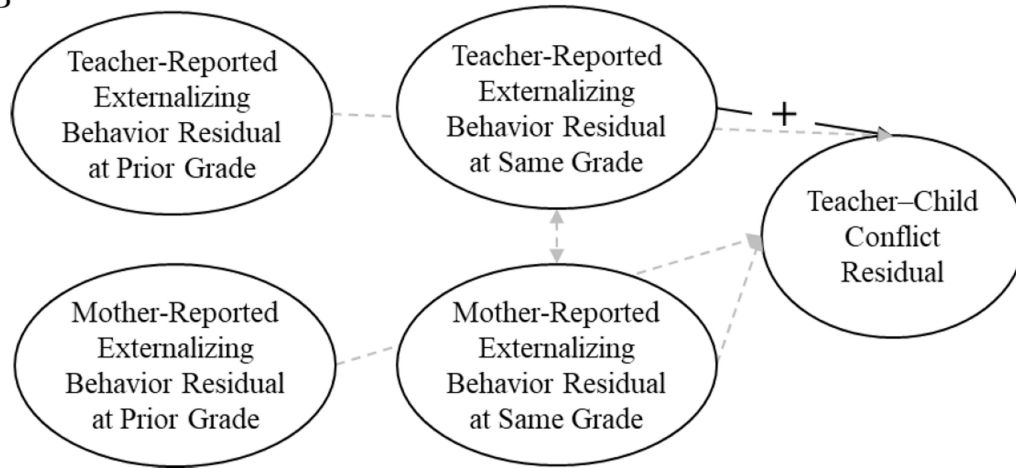 Teacher-Reported
Externalizing
Behavior Residual
at Prior Grade
Teacher-Reported
Externalizing
Behavior Residual
at Same Grade
+
Teacher–Child
Conflict
Residual
Mother-Reported
Externalizing
Behavior Residual
at Prior Grade
Mother-Reported
Externalizing
Behavior Residual
at Same Grade